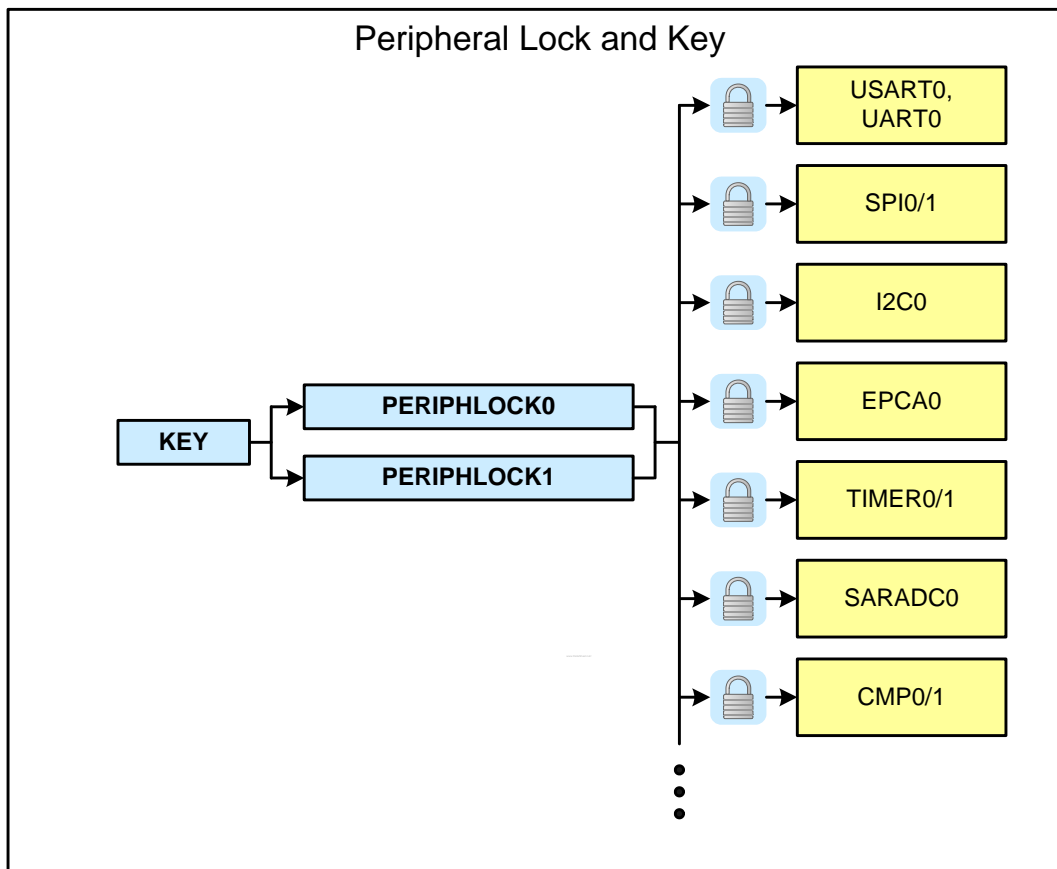 Peripheral Lock and Key
USART0,
UART0
SPI0/1
I2C0
EPCA0
PERIPHLOCK0
KEY
PERIPHLOCK1
TIMER0/1
SARADC0
CMP0/1